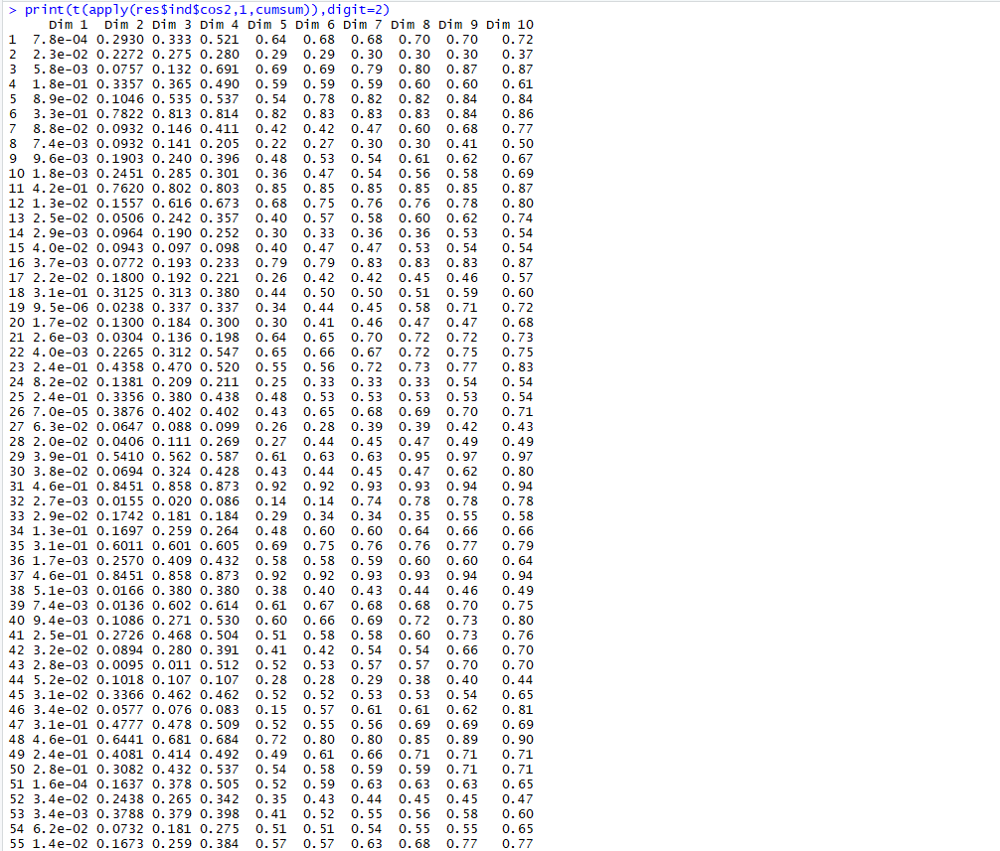 > print(t(apply(res$ind$cos2,1,cumsum)),digit=2)
Dim 1 Dim 2 Dim 3 Dim 4 Dim 5 Dim 6 Dim 7 Dim 8 Dim 9 Dim 10
1 7.8e-04 0.2930 0.333 0.521 0.64 0.68 0.68 0.70 0.70 0.72
2 2.3e-03 0.2272 0.275 0.280 0.29 0.29 0.30 0.30 0.30 0.37
3 5.8e-03 0.0757 0.132 0.691 0.69 0.69 0.79 0.80 0.87 0.87
4 1.8e-01 0.3357 0.365 0.490 0.59 0.59 0.59 0.60 0.60 0.61
5 8.9e-02 0.1046 0.535 0.537 0.54 0.78 0.82 0.82 0.84 0.84
6 3.3e-01 0.7822 0.813 0.814 0.82 0.83 0.83 0.83 0.84 0.86
7 8.8e-02 0.0932 0.146 0.411 0.42 0.42 0.47 0.60 0.68 0.77
8 7.4e-03 0.0932 0.141 0.205 0.22 0.27 0.30 0.30 0.41 0.50
9 9.6e-03 0.1903 0.240 0.396 0.48 0.53 0.54 0.61 0.62 0.67
10 1.8e-03 0.2451 0.285 0.301 0.36 0.47 0.54 0.56 0.58 0.69
11 4.2e-01 0.7620 0.802 0.803 0.85 0.85 0.85 0.85 0.85 0.87
12 1.3e-02 0.1557 0.616 0.673 0.68 0.75 0.76 0.76 0.78 0.80
13 2.5e-02 0.0506 0.242 0.357 0.40 0.57 0.58 0.60 0.62 0.74
14 2.9e-03 0.0964 0.190 0.252 0.30 0.33 0.36 0.36 0.53 0.54
15 4.0e-02 0.0943 0.097 0.098 0.40 0.47 0.47 0.53 0.54 0.54
16 3.7e-03 0.0772 0.193 0.233 0.79 0.79 0.83 0.83 0.83 0.87
17 2.2e-02 0.1800 0.192 0.221 0.26 0.42 0.42 0.45 0.46 0.57
18 3.1e-01 0.3125 0.313 0.380 0.44 0.50 0.50 0.51 0.59 0.60
19 9.5e-06 0.0238 0.337 0.337 0.34 0.44 0.45 0.58 0.71 0.72
20 1.7e-02 0.1300 0.184 0.300 0.30 0.41 0.46 0.47 0.47 0.68
21 2.6e-03 0.0304 0.136 0.198 0.64 0.65 0.70 0.72 0.72 0.73
22 4.0e-03 0.2265 0.312 0.547 0.65 0.66 0.67 0.72 0.75 0.75
23 2.4e-01 0.4358 0.470 0.520 0.55 0.56 0.72 0.73 0.77 0.83
24 8.2e-02 0.1381 0.209 0.211 0.25 0.33 0.33 0.33 0.54 0.54
25 2.4e-01 0.3356 0.380 0.438 0.48 0.53 0.53 0.53 0.53 0.54
26 7.0e-05 0.3876 0.402 0.402 0.43 0.65 0.68 0.69 0.70 0.71
27 6.3e-02 0.0647 0.088 0.099 0.26 0.28 0.39 0.39 0.42 0.43
28 2.0e-02 0.0406 0.111 0.269 0.27 0.44 0.45 0.47 0.49 0.49
29 3.9e-01 0.5410 0.562 0.587 0.61 0.63 0.63 0.95 0.97 0.97
30 3.8e-02 0.0694 0.324 0.428 0.43 0.44 0.45 0.47 0.62 0.80
31 4.6e-01 0.8451 0.858 0.873 0.92 0.92 0.93 0.93 0.94 0.94
32 2.7e-03 0.0155 0.020 0.086 0.14 0.14 0.74 0.78 0.78 0.78
33 2.9e-02 0.1742 0.181 0.184 0.29 0.34 0.34 0.35 0.55 0.58
34 1.3e-01 0.1697 0.259 0.264 0.48 0.60 0.60 0.64 0.66 0.66
35 3.1e-01 0.6011 0.601 0.605 0.69 0.75 0.76 0.76 0.77 0.79
36 1.7e-03 0.2570 0.409 0.432 0.58 0.58 0.59 0.60 0.60 0.64
37 4.6e-01 0.8451 0.858 0.873 0.92 0.92 0.93 0.93 0.94 0.94
38 5.1e-03 0.0166 0.380 0.380 0.38 0.40 0.43 0.44 0.46 0.49
39 7.4e-03 0.0136 0.602 0.614 0.61 0.67 0.68 0.68 0.70 0.75
40 9.4e-03 0.1086 0.271 0.530 0.60 0.66 0.69 0.72 0.73 0.80
41 2.5e-01 0.2726 0.468 0.504 0.51 0.58 0.58 0.60 0.73 0.76
42 3.2e-02 0.0894 0.280 0.391 0.41 0.42 0.54 0.54 0.66 0.70
43 2.8e-03 0.0095 0.011 0.512 0.52 0.53 0.57 0.57 0.70 0.70
44 5.2e-02 0.1018 0.107 0.107 0.28 0.28 0.29 0.38 0.40 0.44
45 3.1e-02 0.3366 0.462 0.462 0.52 0.52 0.53 0.53 0.54 0.65
46 3.4e-02 0.0577 0.076 0.083 0.15 0.57 0.61 0.61 0.62 0.81
47 3.1e-01 0.4777 0.478 0.509 0.52 0.55 0.56 0.69 0.69 0.69
48 4.6e-01 0.6441 0.681 0.684 0.72 0.80 0.80 0.85 0.89 0.90
49 2.4e-01 0.4081 0.414 0.492 0.49 0.61 0.66 0.71 0.71 0.71
50 2.8e-01 0.3082 0.432 0.537 0.54 0.58 0.59 0.59 0.71 0.71
51 1.6e-04 0.1637 0.378 0.505 0.52 0.59 0.63 0.63 0.63 0.65
52 3.4e-02 0.2438 0.265 0.342 0.35 0.43 0.44 0.45 0.45 0.47
53 3.4e-03 0.3788 0.379 0.398 0.41 0.52 0.55 0.56 0.58 0.60
54 6.2e-02 0.0732 0.181 0.275 0.51 0.51 0.54 0.55 0.55 0.65
55 1.4e-02 0.1673 0.259 0.384 0.57 0.57 0.63 0.68 0.77 0.77